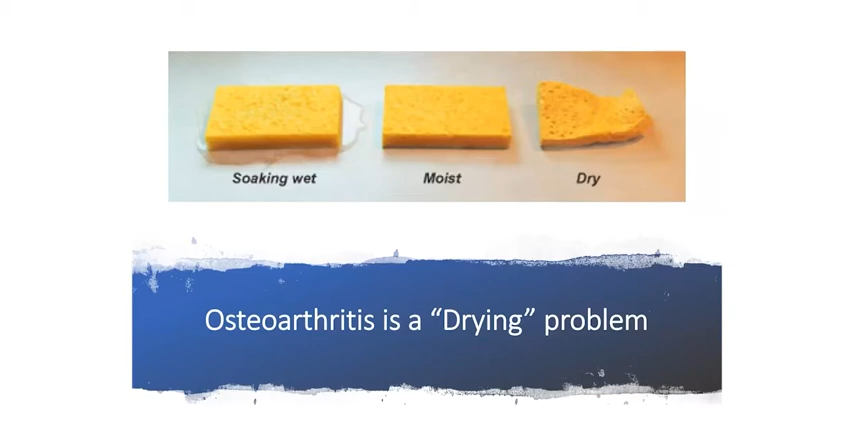 Soaking wet
Moist
Dry
Osteoarthritis is a “Drying” problem